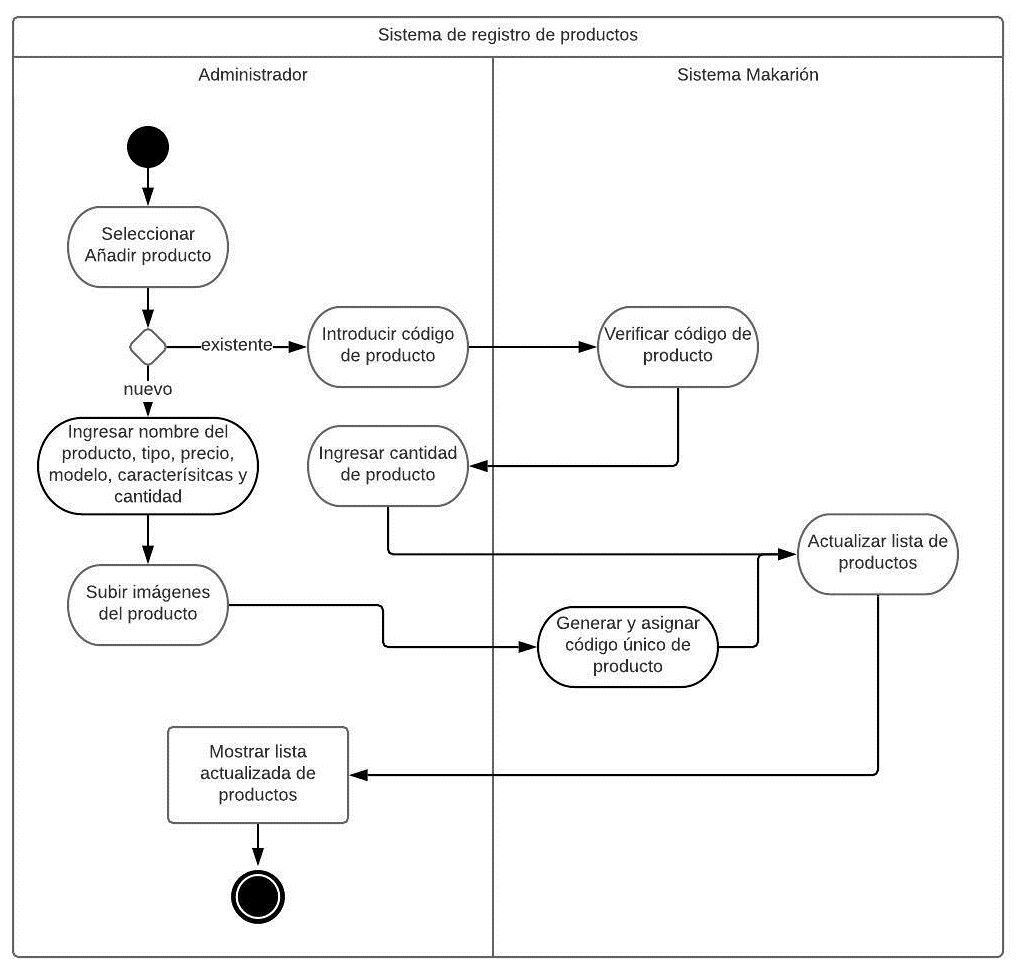 Sistema de registro de productos
Administrador
Sistema Makarión
Seleccionar
Añadir producto
existente
Introducir código
de producto
Verificar código de
producto
nuevo
Ingresar nombre del
producto, tipo, precio,
modelo, caracterísitcas y
cantidad
Ingresar cantidad
de producto
Actualizar lista de
productos
Subir imágenes
del producto
Generar y asignar
código único de
producto
Mostrar lista
actualizada de
productos